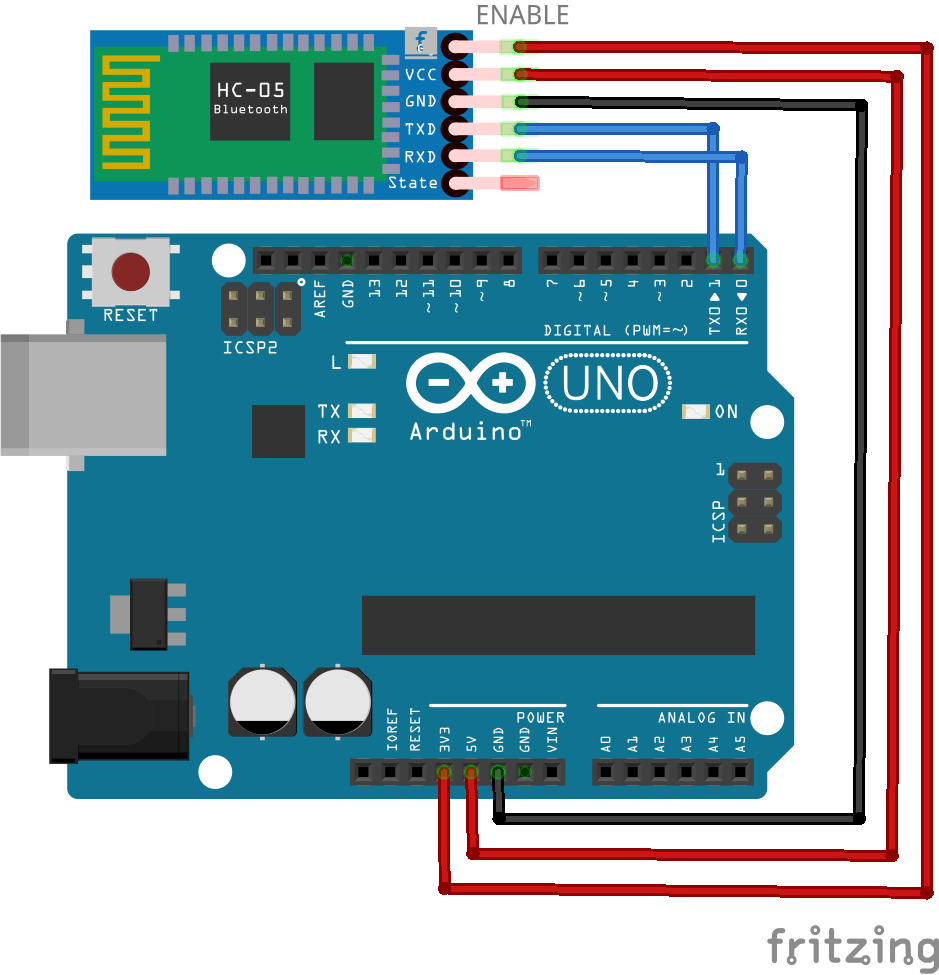 ENABLE
VCC
GND
TXD
RXD
State
HC-05
Bluetooth
RESET
ICSP2
AREF
GND
13
12
~11
~10
~9
8
7
~6
~5
4
~3
2
TX0▶1
RX0◀0
DIGITAL (PWM=~)
L
TX
RX
Arduino™
UNO
ON
1
ICSP
IOREF
RESET
3V3
5V
GND
GND
VIN
POWER
ANALOG IN
A0
A1
A2
A3
A4
A5
fritzing